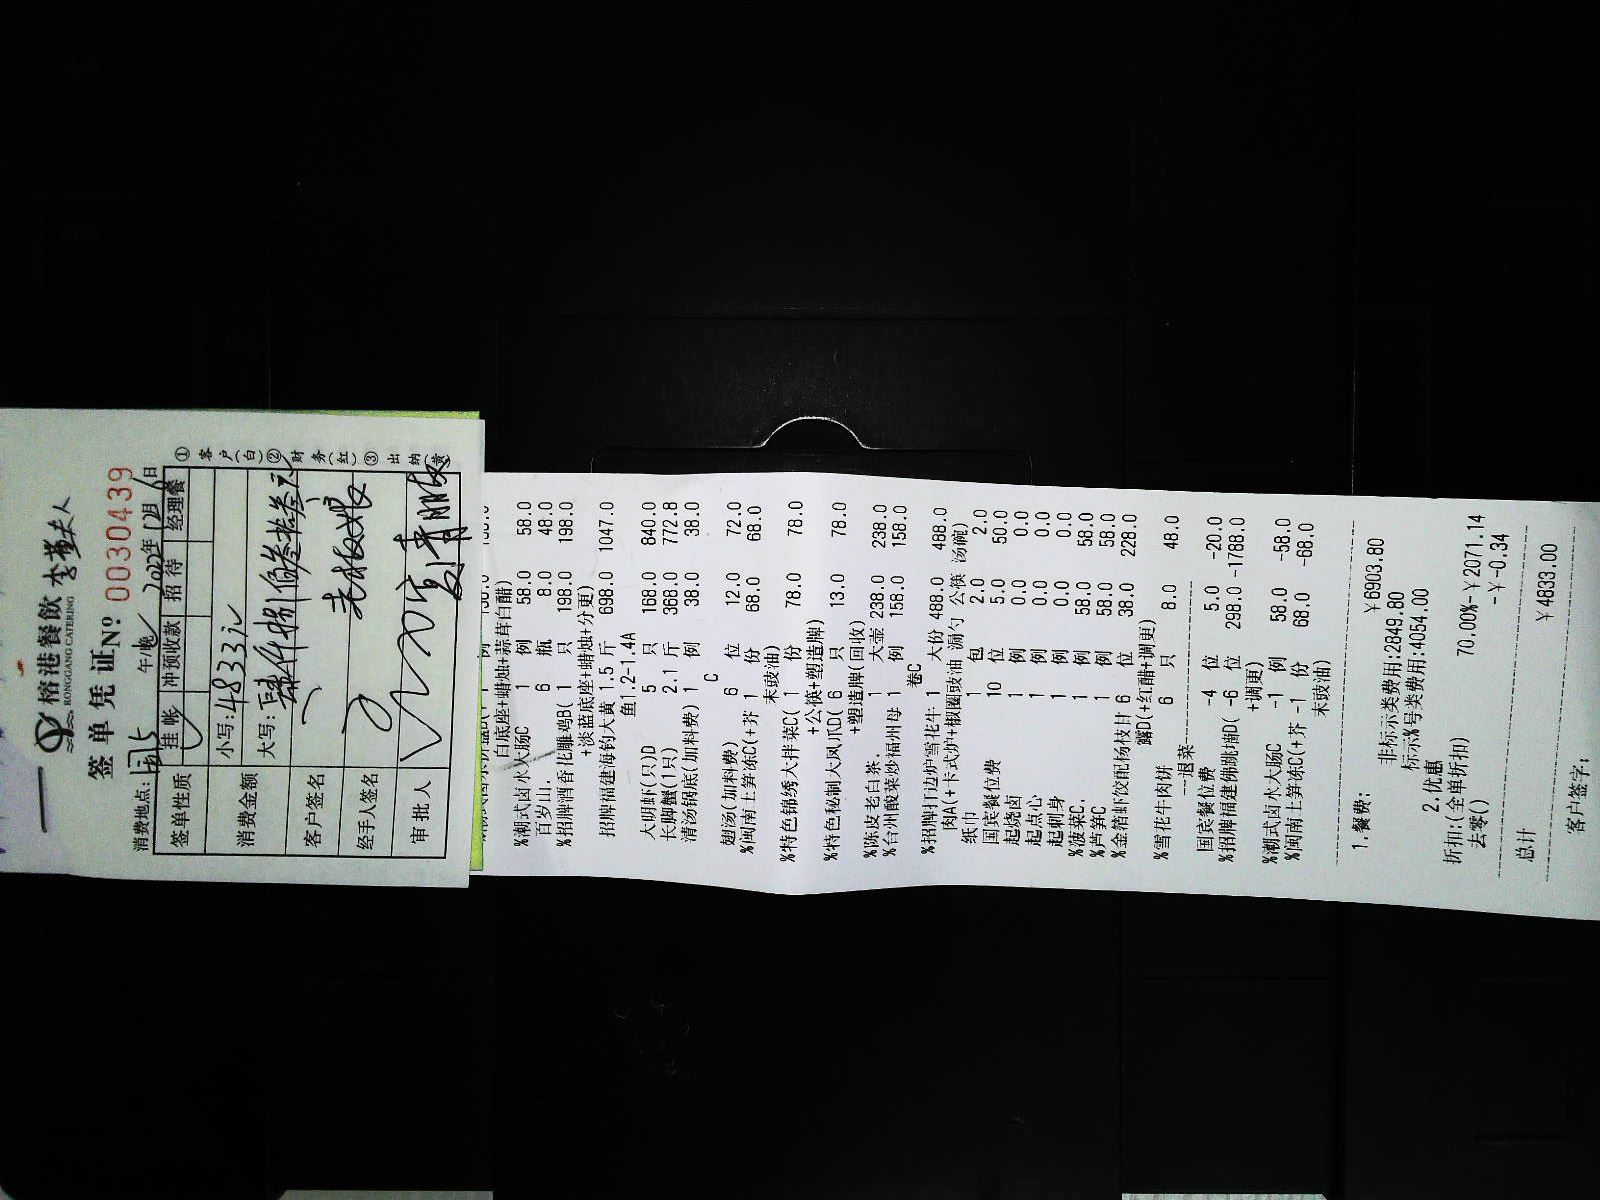 榕港餐飲
RONGGANG CATERING
签单凭证 № 0030439
消费地点: 国5 午/晚 2022年12月6日
签单性质 挂帐 冲预收款 招待 经理餐
消费金额 小写: 4833元
大写: 肆仟捌佰叁拾叁元
客户签名
经手人签名
审批人
①客户(白)②财务(红)③出纳(黄
白底座+蜡烛+蒜茸白醋)
%潮式卤水大肠C 1 例 58.0 58.0
百岁山. 6 瓶 8.0 48.0
%招牌酒香花雕鸡B( 1 只 198.0 198.0
+淡蓝底座+蜡烛+分更)
招牌福建海钓大黄 1.5 斤 698.0 1047.0
鱼1.2-1.4A
大明虾(只)D 5 只 168.0 840.0
长脚蟹(1只) 2.1 斤 368.0 772.8
清汤锅底(加料费) 1 例 38.0 38.0
C
翅汤(加料费) 6 位 12.0 72.0
%闽南土笋冻C(+芥 1 份 68.0 68.0
末豉油)
%特色锦绣大拌菜C( 1 份 78.0 78.0
+公筷+塑造牌)
%特色秘制大凤爪D( 6 只 13.0 78.0
+塑造牌(回收)
%陈皮老白茶. 1 大壶 238.0 238.0
%台州酸菜炒福州母 1 例 158.0 158.0
卷C
%招牌打边炉雪花牛 1 大份 488.0 488.0
肉A(+卡式炉+椒圈豉油 漏勺 公筷 汤碗)
纸巾 1 包 2.0 2.0
国宾餐位费 10 位 5.0 50.0
起烧卤 1 例 0.0 0.0
起点心 1 例 0.0 0.0
起刺身 1 例 0.0 0.0
%菠菜C. 1 例 58.0 58.0
%芦笋C 1 例 58.0 58.0
%金箔虾饺配杨枝甘 6 位 38.0 228.0
露D(+红醋+调更)
%雪花牛肉饼 6 只 8.0 48.0
---退菜---
国宾餐位费 -4 位 5.0 -20.0
%招牌福建佛跳墙D( -6 位 298.0 -1788.0
+调更)
%潮式卤水大肠C -1 例 58.0 -58.0
%闽南土笋冻C(+芥 -1 份 68.0 -68.0
末豉油)
1.餐费: ￥6903.80
非标示类费用:2849.80
标示%号类费用:4054.00
2.优惠
折扣:(全单折扣) 70.00%-￥2071.14
去零() -￥-0.34
总计 ￥4833.00
客户签字: